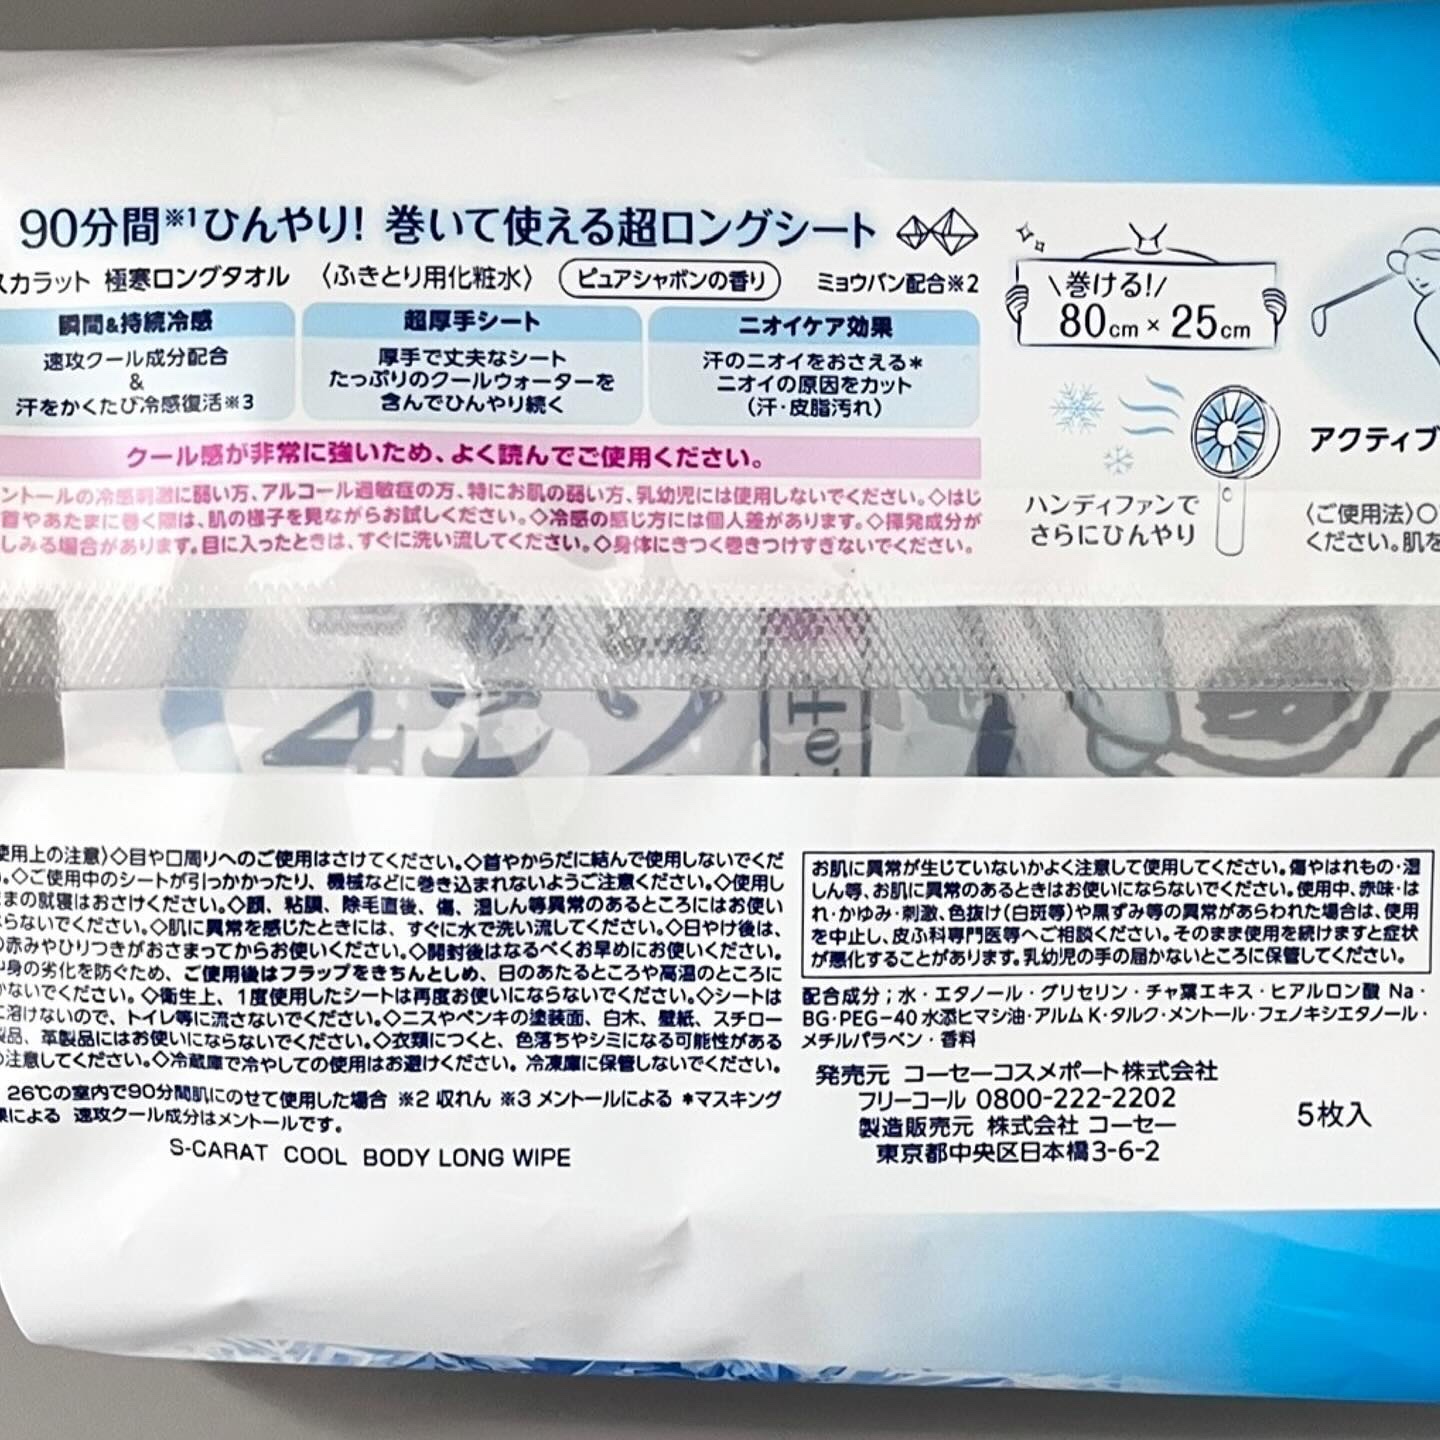 90分間※1ひんやり! 巻いて使える超ロングシート
スカラット 極寒ロングタオル 〈ふきとり用化粧水〉 ピュアシャボンの香り ミョウバン配合※2
瞬間&持続冷感
速攻クール成分配合
&
汗をかくたび冷感復活※3
超厚手シート
厚手で丈夫なシート
たっぷりのクールウォーターを
含んでひんやり続く
ニオイケア効果
汗のニオイをおさえる*
ニオイの原因をカット
(汗・皮脂汚れ)
クール感が非常に強いため、よく読んでご使用ください。
ントールの冷感刺激に弱い方、アルコール過敏症の方、特にお肌の弱い方、乳幼児には使用しないでください。◇はじ
首やあたまに巻く際は、肌の様子を見ながらお試しください。◇冷感の感じ方には個人差があります。◇揮発成分が
しみる場合があります。目に入ったときは、すぐに洗い流してください。◇身体にきつく巻きつけすぎないでください。
\巻ける!/
80cm×25cm
ハンディファンで
さらにひんやり
アクティブ
〈ご使用法〉○
ください。肌を
使用上の注意〉◇目や口周りへのご使用はさけてください。◇首やからだに結んで使用しないでくだ
。◇ご使用中のシートが引っかかったり、機械などに巻き込まれないようご注意ください。◇使用し
まの就寝はおさけください。◇顔、粘膜、除毛直後、傷、湿しん等異常のあるところにはお使い
らないでください。◇肌に異常を感じたときには、すぐに水で洗い流してください。◇日やけ後は、
の赤みやひりつきがおさまってからお使いください。◇開封後はなるべくお早めにお使いください。
中身の劣化を防ぐため、ご使用後はフラップをきちんとしめ、日のあたるところや高温のところに
かないでください。◇衛生上、1度使用したシートは再度お使いにならないでください。◇シートは
に溶けないので、トイレ等に流さないでください。◇ニスやペンキの塗装面、白木、壁紙、スチロー
製品、革製品にはお使いにならないでください。◇衣類につくと、色落ちやシミになる可能性がある
注意してください。◇冷蔵庫で冷やしての使用はお避けください。冷凍庫に保管しないでください。
26℃の室内で90分間肌にのせて使用した場合 ※2 収れん ※3 メントールによる *マスキング
果による 速攻クール成分はメントールです。
S-CARAT COOL BODY LONG WIPE
お肌に異常が生じていないかよく注意して使用してください。傷やはれもの・湿
しん等、お肌に異常のあるときはお使いにならないでください。使用中、赤味・は
れ・かゆみ・刺激、色抜け(白斑等)や黒ずみ等の異常があらわれた場合は、使用
を中止し、皮ふ科専門医等へご相談ください。そのまま使用を続けますと症状
が悪化することがあります。乳幼児の手の届かないところに保管してください。
配合成分;水・エタノール・グリセリン・チャ葉エキス・ヒアルロン酸 Na・
BG・PEG-40 水添ヒマシ油・アルムK・タルク・メントール・フェノキシエタノール・
メチルパラベン・香料
発売元 コーセーコスメポート株式会社
フリーコール 0800-222-2202
製造販売元 株式会社 コーセー
東京都中央区日本橋3-6-2
5枚入